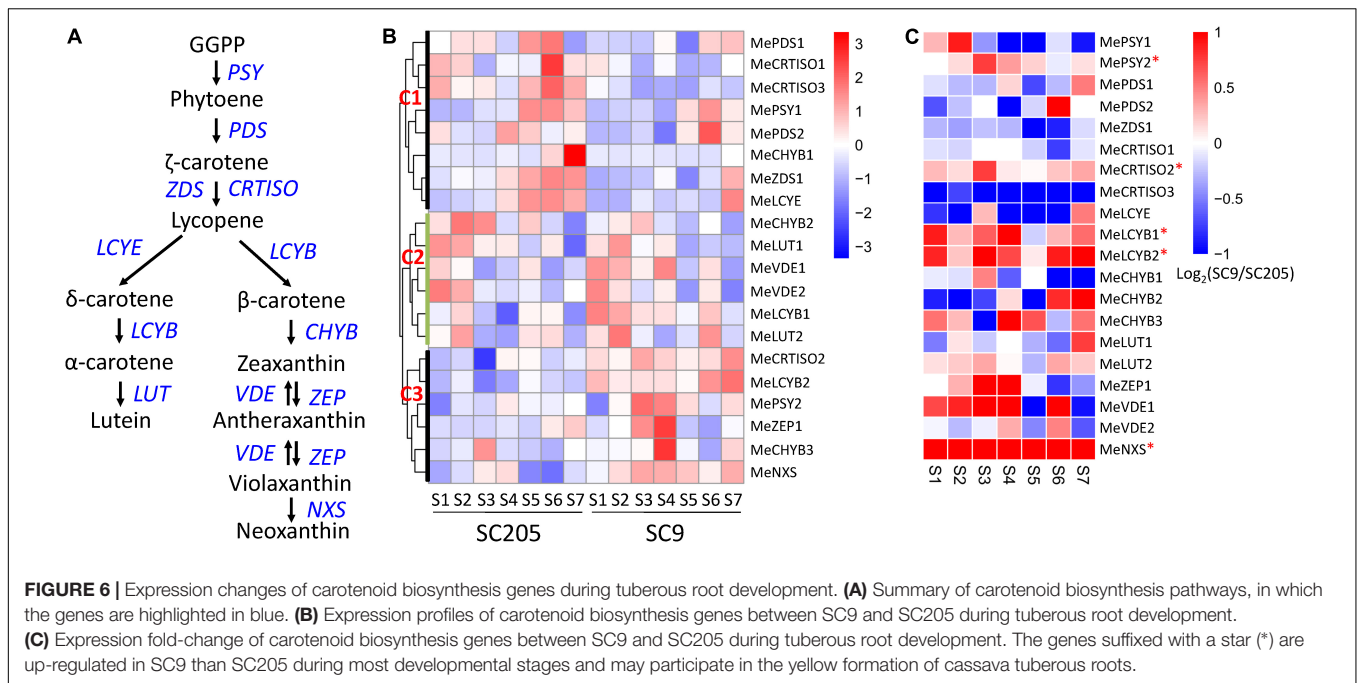 A
GGPP
PSY
Phytoene
PDS
ζ-carotene
ZDS CRTISO
Lycopene
LCYE LCYB
δ-carotene β-carotene
LCYB CHYB
α-carotene Zeaxanthin
LUT VDE ZEP
Lutein Antheraxanthin
VDE ZEP
Violaxanthin
NXS
Neoxanthin
B
C1
C2
C3
MePDS1
MeCRTISO1
MeCRTISO3
MePSY1
MePDS2
MeCHYB1
MeZDS1
MeLCYE
MeCHYB2
MeLUT1
MeVDE1
MeVDE2
MeLCYB1
MeLUT2
MeCRTISO2
MeLCYB2
MePSY2
MeZEP1
MeCHYB3
MeNXS
S1 S2 S3 S4 S5 S6 S7 S1 S2 S3 S4 S5 S6 S7
SC205 SC9
3
2
1
0
−1
−2
−3
C
MePSY1
MePSY2*
MePDS1
MePDS2
MeZDS1
MeCRTISO1
MeCRTISO2*
MeCRTISO3
MeLCYE
MeLCYB1*
MeLCYB2*
MeCHYB1
MeCHYB2
MeCHYB3
MeLUT1
MeLUT2
MeZEP1
MeVDE1
MeVDE2
MeNXS*
S1 S2 S3 S4 S5 S6 S7
1
0.5
0
−0.5
−1
Log2(SC9/SC205)
FIGURE 6 | Expression changes of carotenoid biosynthesis genes during tuberous root development. (A) Summary of carotenoid biosynthesis pathways, in which
the genes are highlighted in blue. (B) Expression profiles of carotenoid biosynthesis genes between SC9 and SC205 during tuberous root development.
(C) Expression fold-change of carotenoid biosynthesis genes between SC9 and SC205 during tuberous root development. The genes suffixed with a star (*) are
up-regulated in SC9 than SC205 during most developmental stages and may participate in the yellow formation of cassava tuberous roots.